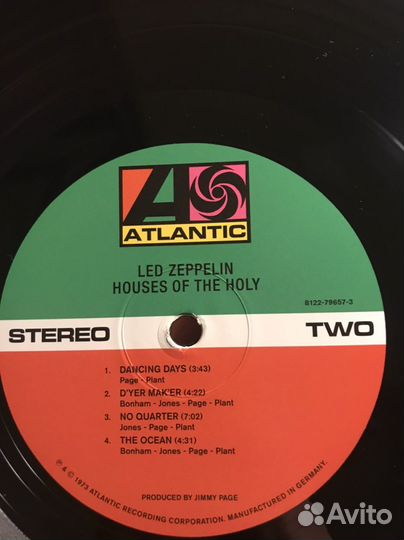 ATLANTIC
LED ZEPPELIN
HOUSES OF THE HOLY
8122-79657-3
STEREO TWO
1. DANCING DAYS (3:43)
Page - Plant
2. D'YER MAK'ER (4:22)
Bonham - Jones - Page - Plant
3. NO QUARTER (7:02)
Jones - Page - Plant
4. THE OCEAN (4:31)
Bonham - Jones - Page - Plant
PRODUCED BY JIMMY PAGE
℗ & © 1973 ATLANTIC RECORDING CORPORATION. MANUFACTURED IN GERMANY.
Avito